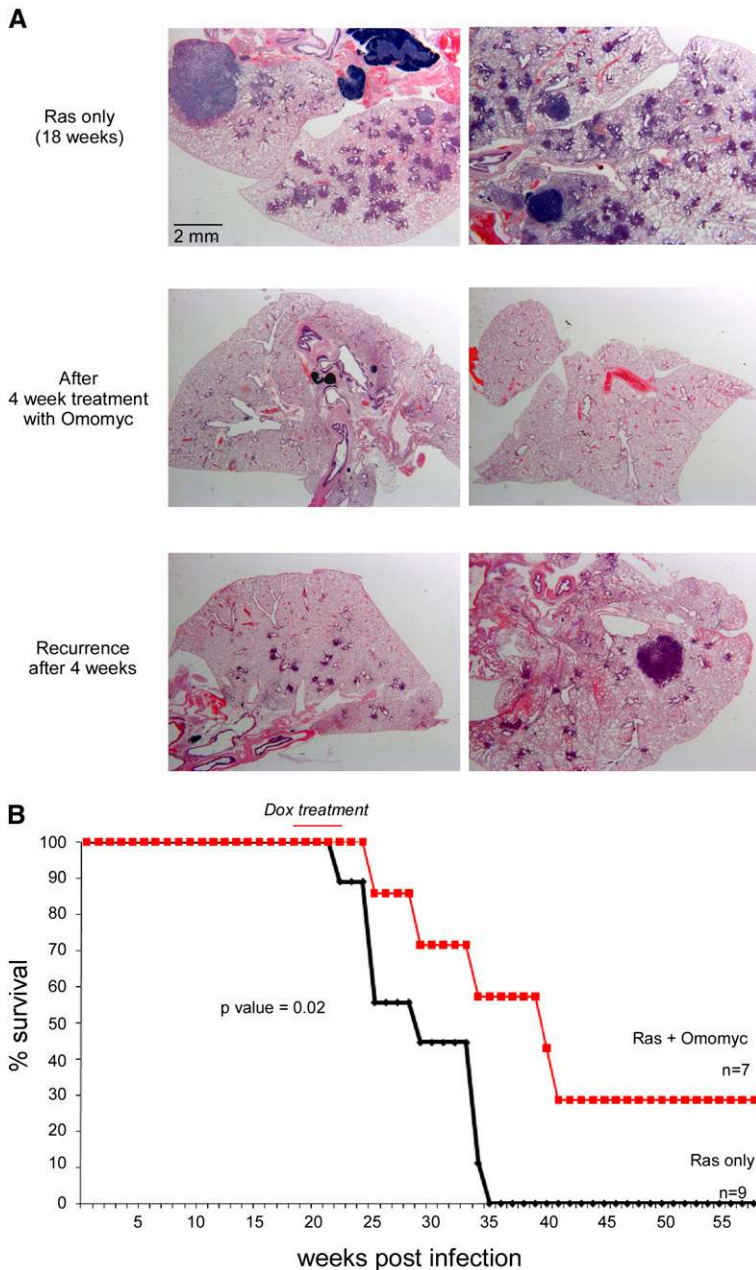 A
Ras only
(18 weeks)
2 mm
After
4 week treatment
with Omomyc
Recurrence
after 4 weeks
B
Dox treatment
100
90
80
70
60
50
40
30
20
10
0
% survival
p value = 0.02
Ras + Omomyc
n=7
Ras only
n=9
5 10 15 20 25 30 35 40 45 50 55
weeks post infection